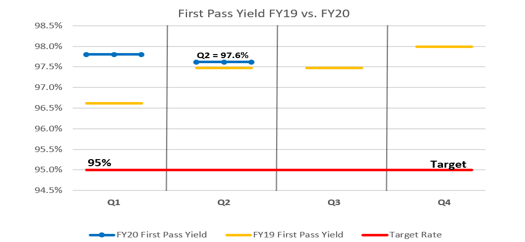 First Pass Yield FY19 vs. FY20
98.5%
98.0%
97.5%
97.0%
96.5%
96.0%
95.5%
95.0%
94.5%
Q2 = 97.6%
95%
Target
Q1 Q2 Q3 Q4
FY20 First Pass Yield FY19 First Pass Yield Target Rate